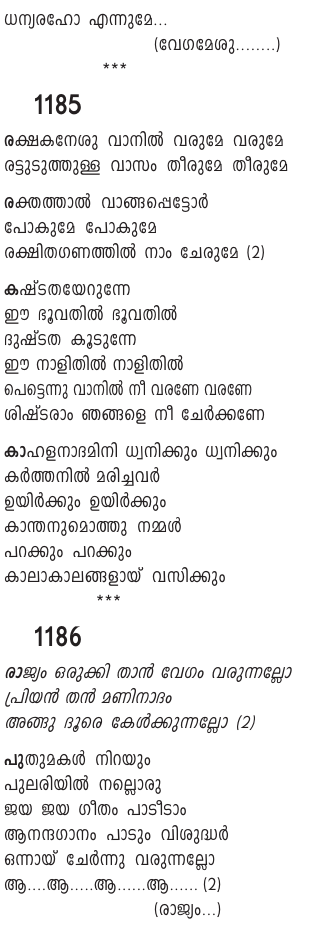 ധന്യരഹോ എന്നുമേ...
(വേഗമേശു........)
***
1185
രക്ഷകനേശു വാനിൽ വരുമേ വരുമേ
രട്ടുടുത്തുള്ള വാസം തീരുമേ തീരുമേ
രക്തത്താൽ വാങ്ങപ്പെട്ടോർ
പോകുമേ പോകുമേ
രക്ഷിതഗണത്തിൽ നാം ചേരുമേ (2)
കഷ്ടതയേറുന്നേ
ഈ ഭൂവതിൽ ഭൂവതിൽ
ദുഷ്ടത കൂടുന്നേ
ഈ നാളിതിൽ നാളിതിൽ
പെട്ടെന്നു വാനിൽ നീ വരണേ വരണേ
ശിഷ്ടരാം ഞങ്ങളെ നീ ചേർക്കണേ
കാഹളനാദമിനി ധ്വനിക്കും ധ്വനിക്കും
കർത്തനിൽ മരിച്ചവർ
ഉയിർക്കും ഉയിർക്കും
കാന്തനുമൊത്തു നമ്മൾ
പറക്കും പറക്കും
കാലാകാലങ്ങളായ് വസിക്കും
***
1186
രാജ്യം ഒരുക്കി താൻ വേഗം വരുന്നല്ലോ
പ്രിയൻ തൻ മണിനാദം
അങ്ങു ദൂരെ കേൾക്കുന്നല്ലോ (2)
പുതുമകൾ നിറയും
പുലരിയിൽ നല്ലൊരു
ജയ ജയ ഗീതം പാടീടാം
ആനന്ദഗാനം പാടും വിശുദ്ധർ
ഒന്നായ് ചേർന്നു വരുന്നല്ലോ
ആ....ആ.....ആ......ആ...... (2)
(രാജ്യം...)